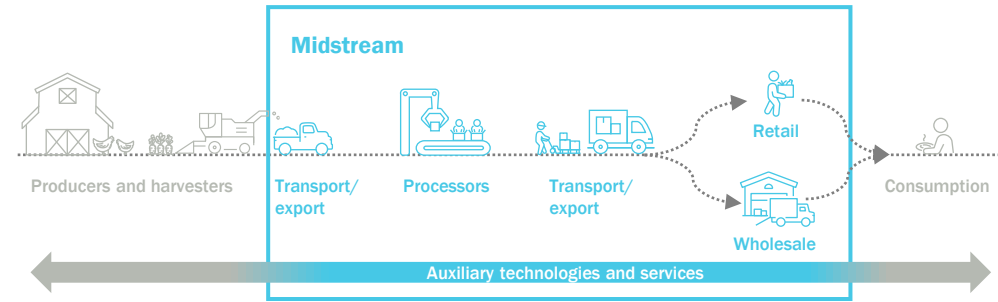 Midstream
Retail
Producers and harvesters
Transport/
export
Processors
Transport/
export
Consumption
Wholesale
Auxiliary technologies and services